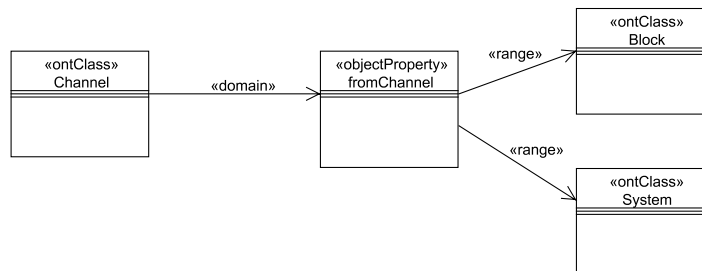 «ontClass»
Channel
«domain»
«objectProperty»
fromChannel
«range»
«ontClass»
Block
«range»
«ontClass»
System